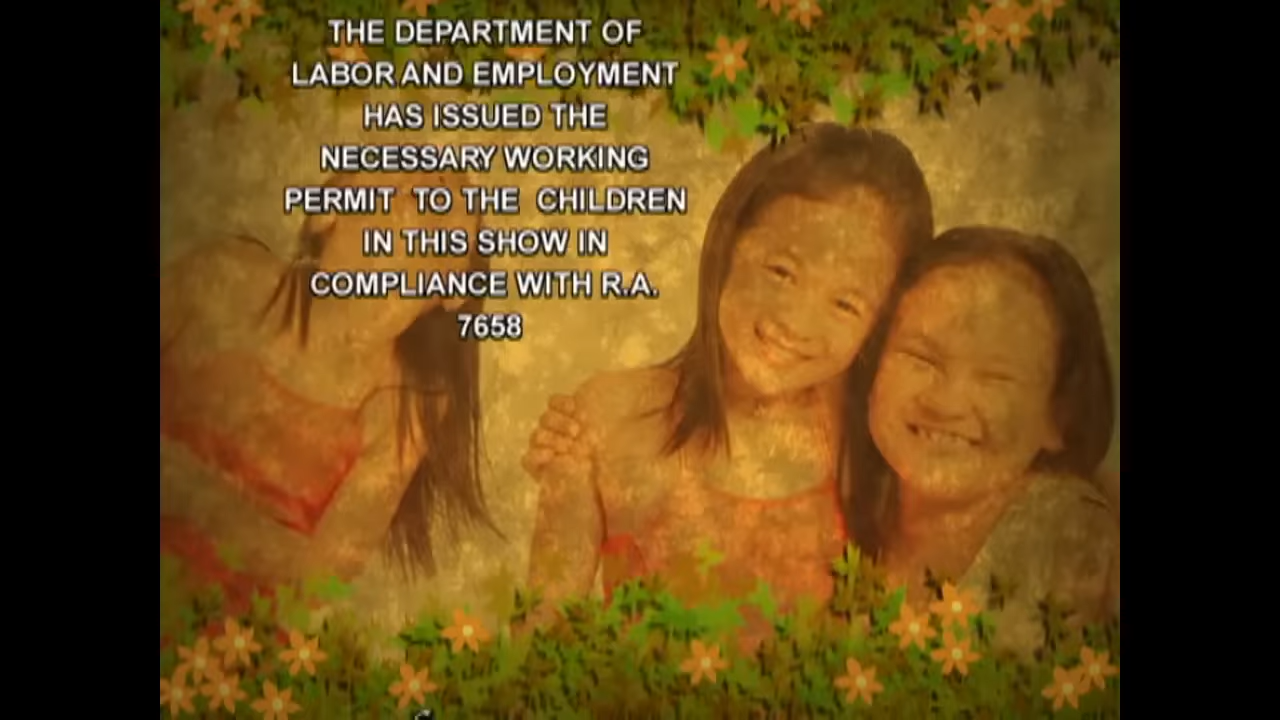 THE DEPARTMENT OF
LABOR AND EMPLOYMENT
HAS ISSUED THE
NECESSARY WORKING
PERMIT TO THE CHILDREN
IN THIS SHOW IN
COMPLIANCE WITH R.A.
7658